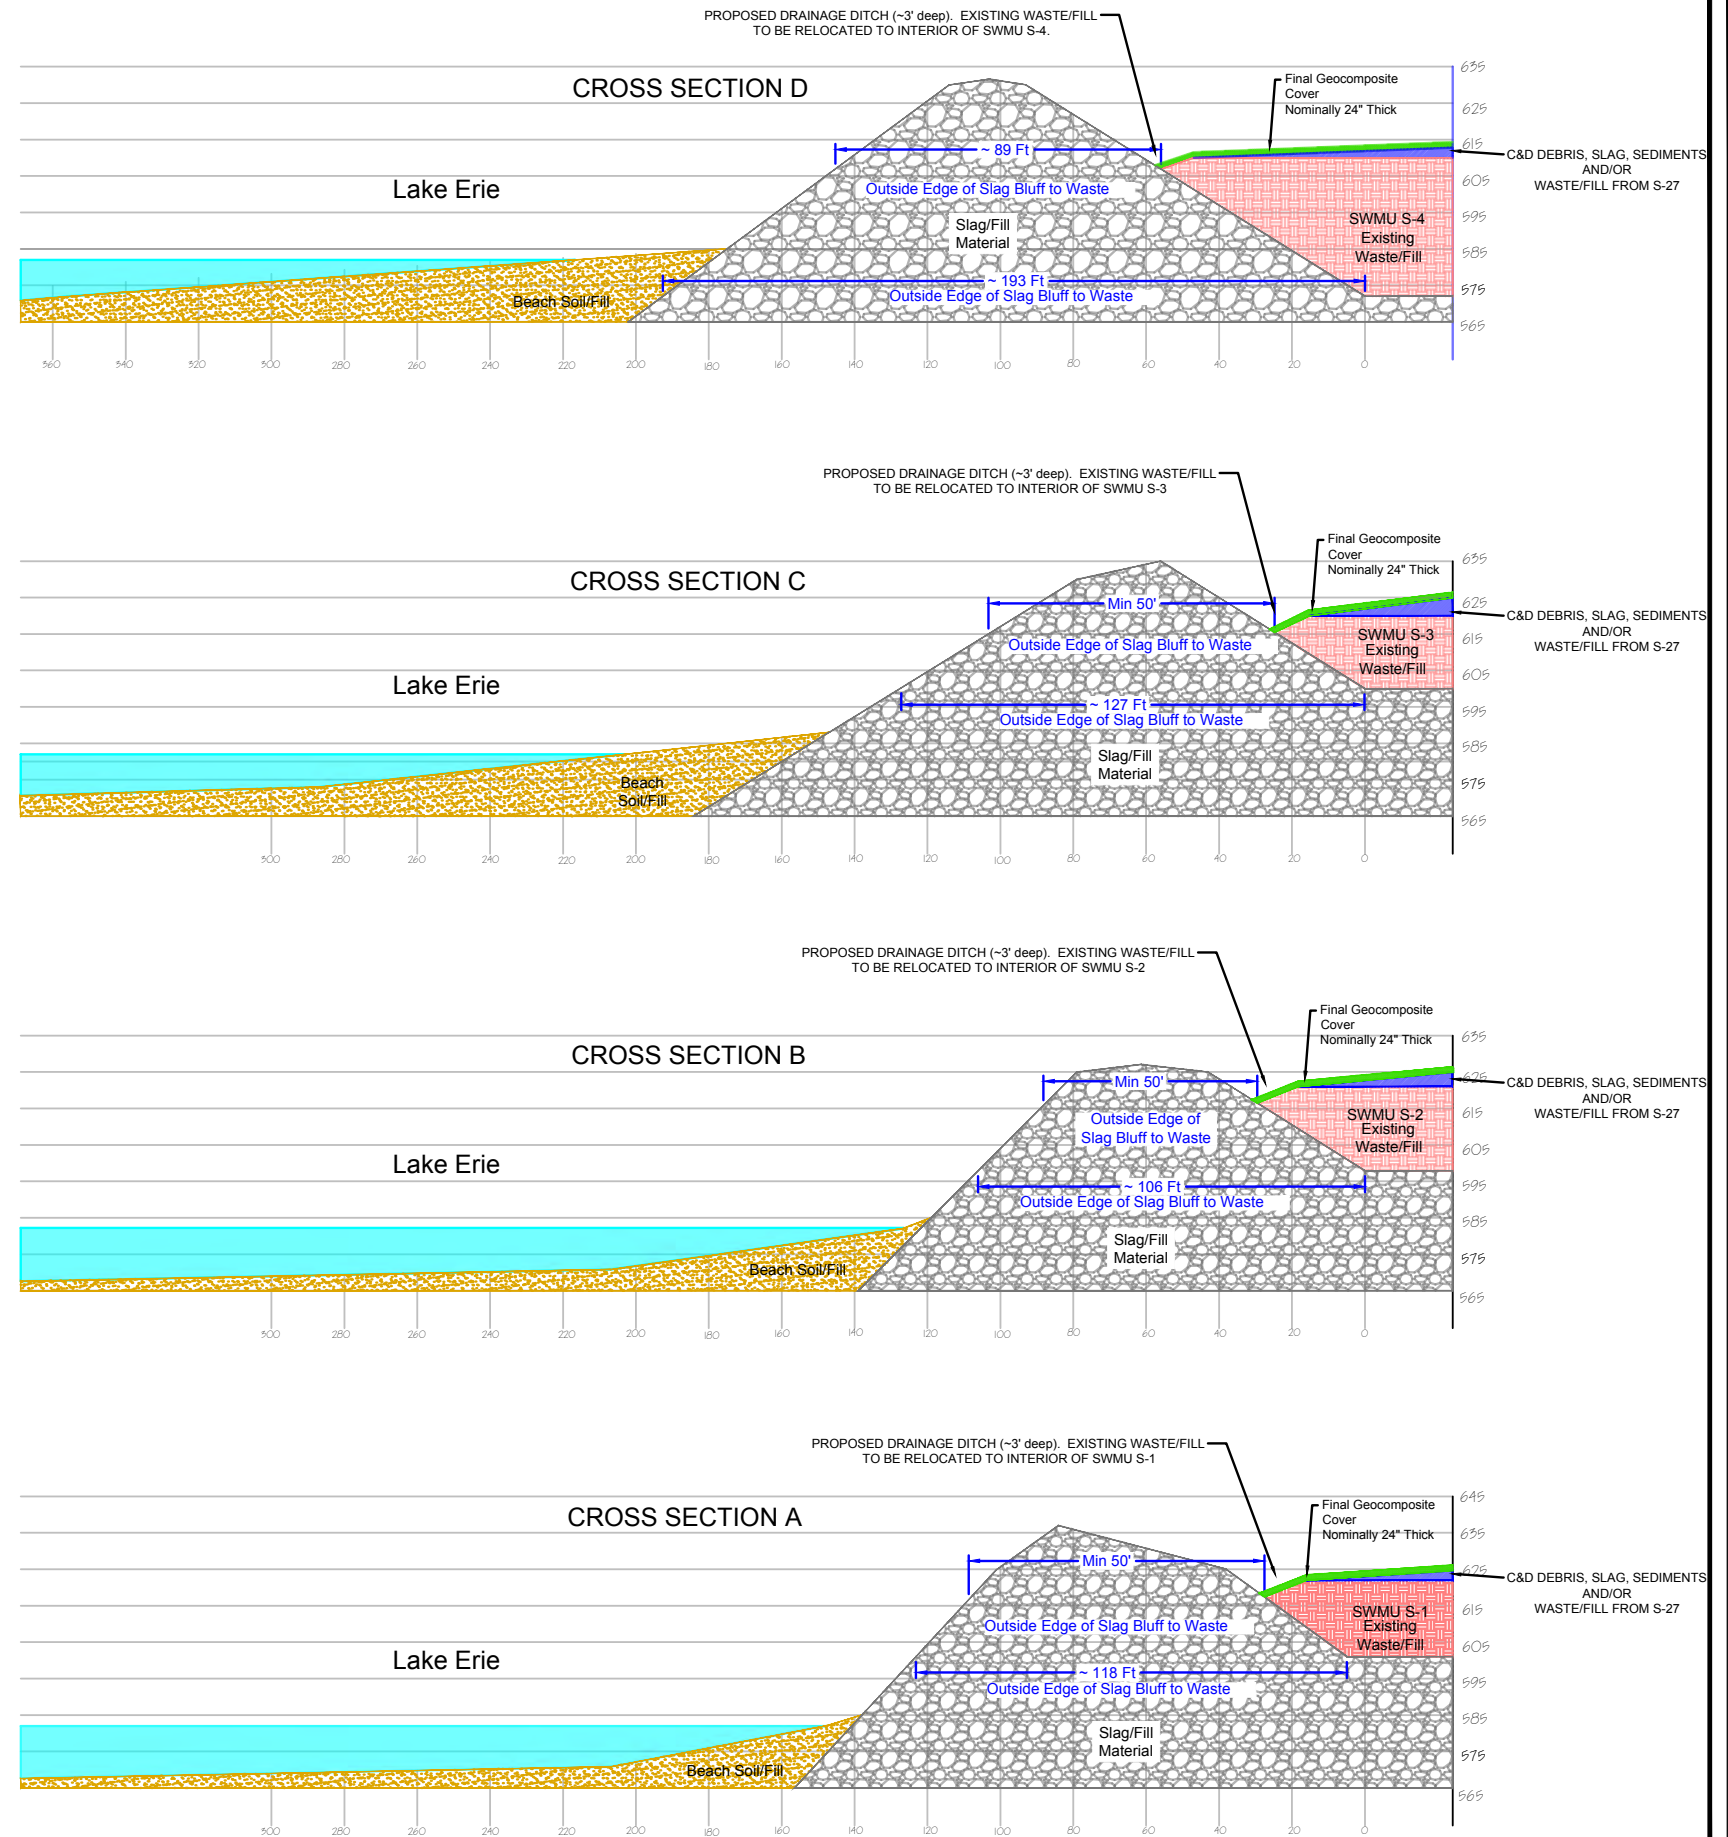 PROPOSED DRAINAGE DITCH (~3' deep). EXISTING WASTE/FILL
TO BE RELOCATED TO INTERIOR OF SWMU S-4.
CROSS SECTION D
Final Geocomposite
Cover
Nominally 24" Thick
635
625
615
605
595
585
575
565
~ 89 Ft
Outside Edge of Slag Bluff to Waste
C&D DEBRIS, SLAG, SEDIMENTS
AND/OR
WASTE/FILL FROM S-27
Lake Erie
Slag/Fill
Material
SWMU S-4
Existing
Waste/Fill
~ 193 Ft
Outside Edge of Slag Bluff to Waste
Beach Soil/Fill
360 340 320 300 280 260 240 220 200 180 160 140 120 100 80 60 40 20 0
PROPOSED DRAINAGE DITCH (~3' deep). EXISTING WASTE/FILL
TO BE RELOCATED TO INTERIOR OF SWMU S-3
CROSS SECTION C
Final Geocomposite
Cover
Nominally 24" Thick
635
625
615
605
595
585
575
565
Min 50'
Outside Edge of Slag Bluff to Waste
C&D DEBRIS, SLAG, SEDIMENTS
AND/OR
WASTE/FILL FROM S-27
SWMU S-3
Existing
Waste/Fill
Lake Erie
~ 127 Ft
Outside Edge of Slag Bluff to Waste
Slag/Fill
Material
Beach
Soil/Fill
300 280 260 240 220 200 180 160 140 120 100 80 60 40 20 0
PROPOSED DRAINAGE DITCH (~3' deep). EXISTING WASTE/FILL
TO BE RELOCATED TO INTERIOR OF SWMU S-2
CROSS SECTION B
Final Geocomposite
Cover
Nominally 24" Thick
635
625
615
605
595
585
575
565
Min 50'
Outside Edge of
Slag Bluff to Waste
C&D DEBRIS, SLAG, SEDIMENTS
AND/OR
WASTE/FILL FROM S-27
SWMU S-2
Existing
Waste/Fill
Lake Erie
~ 106 Ft
Outside Edge of Slag Bluff to Waste
Slag/Fill
Material
Beach Soil/Fill
300 280 260 240 220 200 180 160 140 120 100 80 60 40 20 0
PROPOSED DRAINAGE DITCH (~3' deep). EXISTING WASTE/FILL
TO BE RELOCATED TO INTERIOR OF SWMU S-1
CROSS SECTION A
Final Geocomposite
Cover
Nominally 24" Thick
645
635
625
615
605
595
585
575
565
Min 50'
Outside Edge of Slag Bluff to Waste
C&D DEBRIS, SLAG, SEDIMENTS
AND/OR
WASTE/FILL FROM S-27
SWMU S-1
Existing
Waste/Fill
Lake Erie
~ 118 Ft
Outside Edge of Slag Bluff to Waste
Slag/Fill
Material
Beach Soil/Fill
300 280 260 240 220 200 180 160 140 120 100 80 60 40 20 0